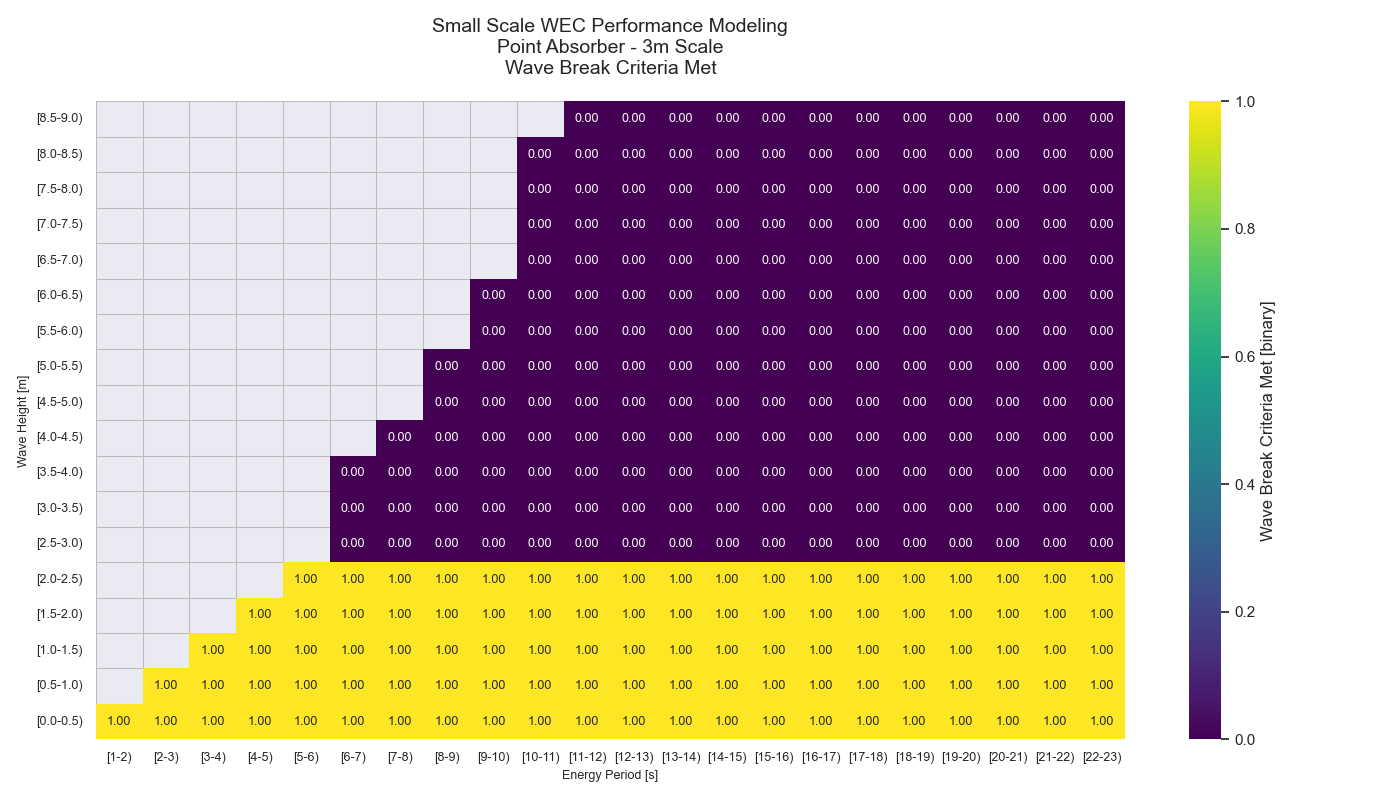 Small Scale WEC Performance Modeling
Point Absorber - 3m Scale
Wave Break Criteria Met
Wave Height [m]
[8.5-9.0) 0.00 0.00 0.00 0.00 0.00 0.00 0.00 0.00 0.00 0.00 0.00 0.00
[8.0-8.5) 0.00 0.00 0.00 0.00 0.00 0.00 0.00 0.00 0.00 0.00 0.00 0.00 0.00
[7.5-8.0) 0.00 0.00 0.00 0.00 0.00 0.00 0.00 0.00 0.00 0.00 0.00 0.00 0.00
[7.0-7.5) 0.00 0.00 0.00 0.00 0.00 0.00 0.00 0.00 0.00 0.00 0.00 0.00 0.00
[6.5-7.0) 0.00 0.00 0.00 0.00 0.00 0.00 0.00 0.00 0.00 0.00 0.00 0.00 0.00
[6.0-6.5) 0.00 0.00 0.00 0.00 0.00 0.00 0.00 0.00 0.00 0.00 0.00 0.00 0.00 0.00
[5.5-6.0) 0.00 0.00 0.00 0.00 0.00 0.00 0.00 0.00 0.00 0.00 0.00 0.00 0.00 0.00
[5.0-5.5) 0.00 0.00 0.00 0.00 0.00 0.00 0.00 0.00 0.00 0.00 0.00 0.00 0.00 0.00 0.00
[4.5-5.0) 0.00 0.00 0.00 0.00 0.00 0.00 0.00 0.00 0.00 0.00 0.00 0.00 0.00 0.00 0.00
[4.0-4.5) 0.00 0.00 0.00 0.00 0.00 0.00 0.00 0.00 0.00 0.00 0.00 0.00 0.00 0.00 0.00 0.00
[3.5-4.0) 0.00 0.00 0.00 0.00 0.00 0.00 0.00 0.00 0.00 0.00 0.00 0.00 0.00 0.00 0.00 0.00 0.00
[3.0-3.5) 0.00 0.00 0.00 0.00 0.00 0.00 0.00 0.00 0.00 0.00 0.00 0.00 0.00 0.00 0.00 0.00 0.00
[2.5-3.0) 0.00 0.00 0.00 0.00 0.00 0.00 0.00 0.00 0.00 0.00 0.00 0.00 0.00 0.00 0.00 0.00 0.00
[2.0-2.5) 1.00 1.00 1.00 1.00 1.00 1.00 1.00 1.00 1.00 1.00 1.00 1.00 1.00 1.00 1.00 1.00 1.00 1.00
[1.5-2.0) 1.00 1.00 1.00 1.00 1.00 1.00 1.00 1.00 1.00 1.00 1.00 1.00 1.00 1.00 1.00 1.00 1.00 1.00 1.00
[1.0-1.5) 1.00 1.00 1.00 1.00 1.00 1.00 1.00 1.00 1.00 1.00 1.00 1.00 1.00 1.00 1.00 1.00 1.00 1.00 1.00 1.00
[0.5-1.0) 1.00 1.00 1.00 1.00 1.00 1.00 1.00 1.00 1.00 1.00 1.00 1.00 1.00 1.00 1.00 1.00 1.00 1.00 1.00 1.00 1.00
[0.0-0.5) 1.00 1.00 1.00 1.00 1.00 1.00 1.00 1.00 1.00 1.00 1.00 1.00 1.00 1.00 1.00 1.00 1.00 1.00 1.00 1.00 1.00 1.00
[1-2) [2-3) [3-4) [4-5) [5-6) [6-7) [7-8) [8-9) [9-10) [10-11) [11-12) [12-13) [13-14) [14-15) [15-16) [16-17) [17-18) [18-19) [19-20) [20-21) [21-22) [22-23)
Energy Period [s]
1.0
0.8
0.6
0.4
0.2
0.0
Wave Break Criteria Met [binary]